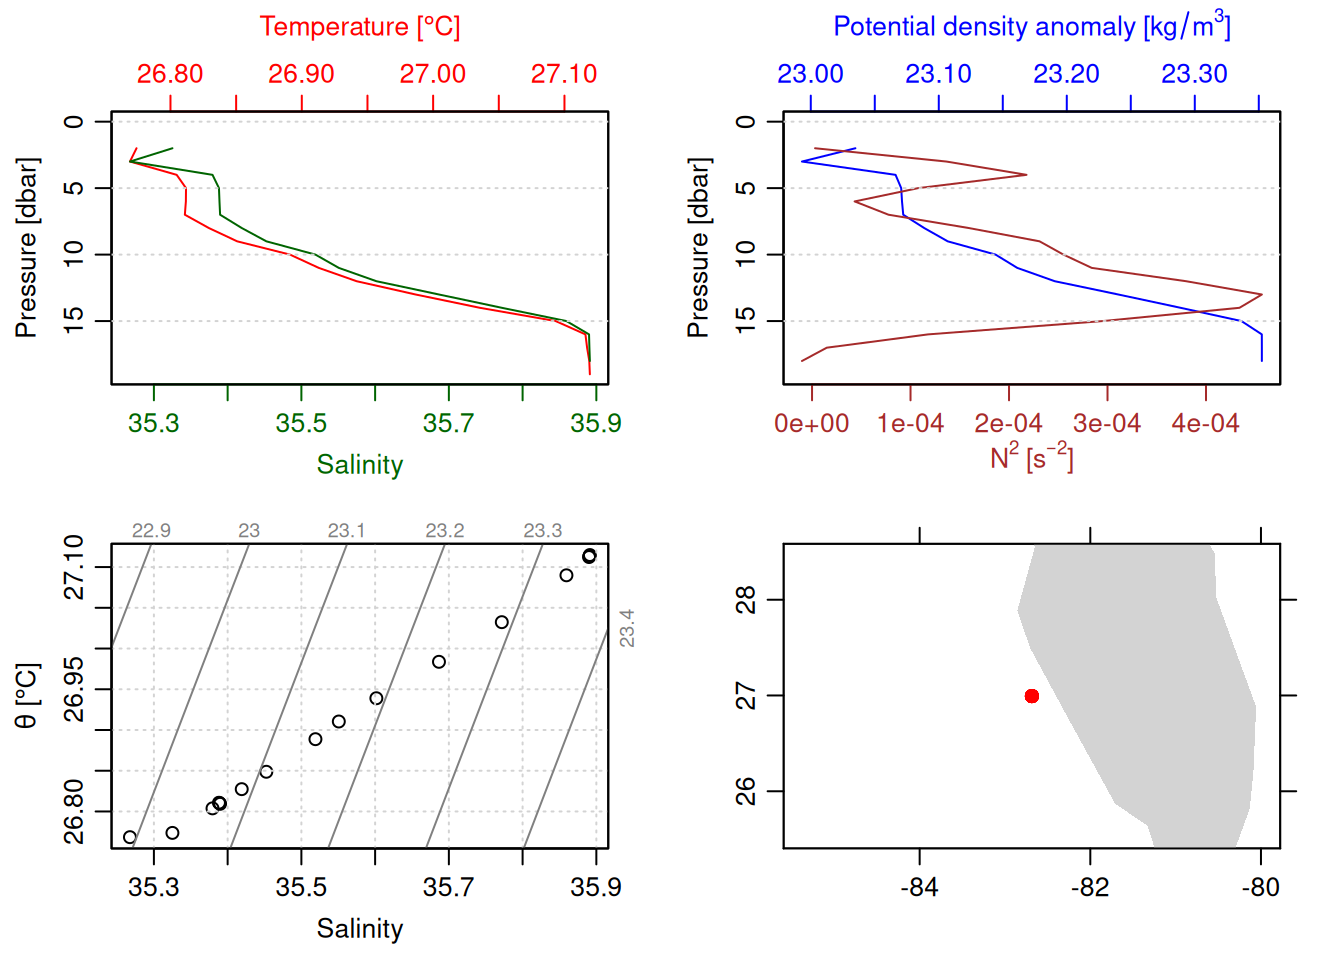 Temperature [°C]
26.80 26.90 27.00 27.10
0
5
10
15
Pressure [dbar]
35.3 35.5 35.7 35.9
Salinity
Potential density anomaly [kg/m³]
23.00 23.10 23.20 23.30
0
5
10
15
Pressure [dbar]
0e+00 1e-04 2e-04 3e-04 4e-04
N² [s⁻²]
22.9 23 23.1 23.2 23.3
23.4
27.10
26.95
26.80
θ [°C]
35.3 35.5 35.7 35.9
Salinity
28
27
26
-84 -82 -80